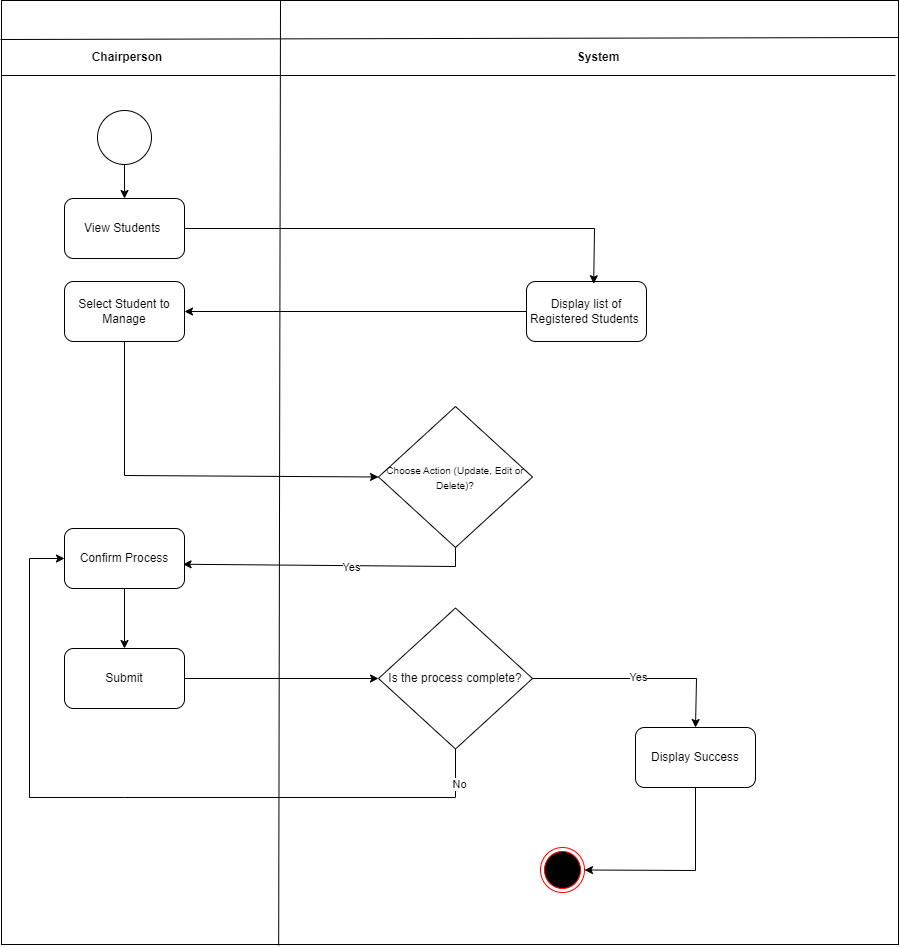 Chairperson
System
View Students
Select Student to
Manage
Display list of
Registered Students
Choose Action (Update, Edit or
Delete)?
Confirm Process
Yes
Submit
Is the process complete?
Yes
Display Success
No